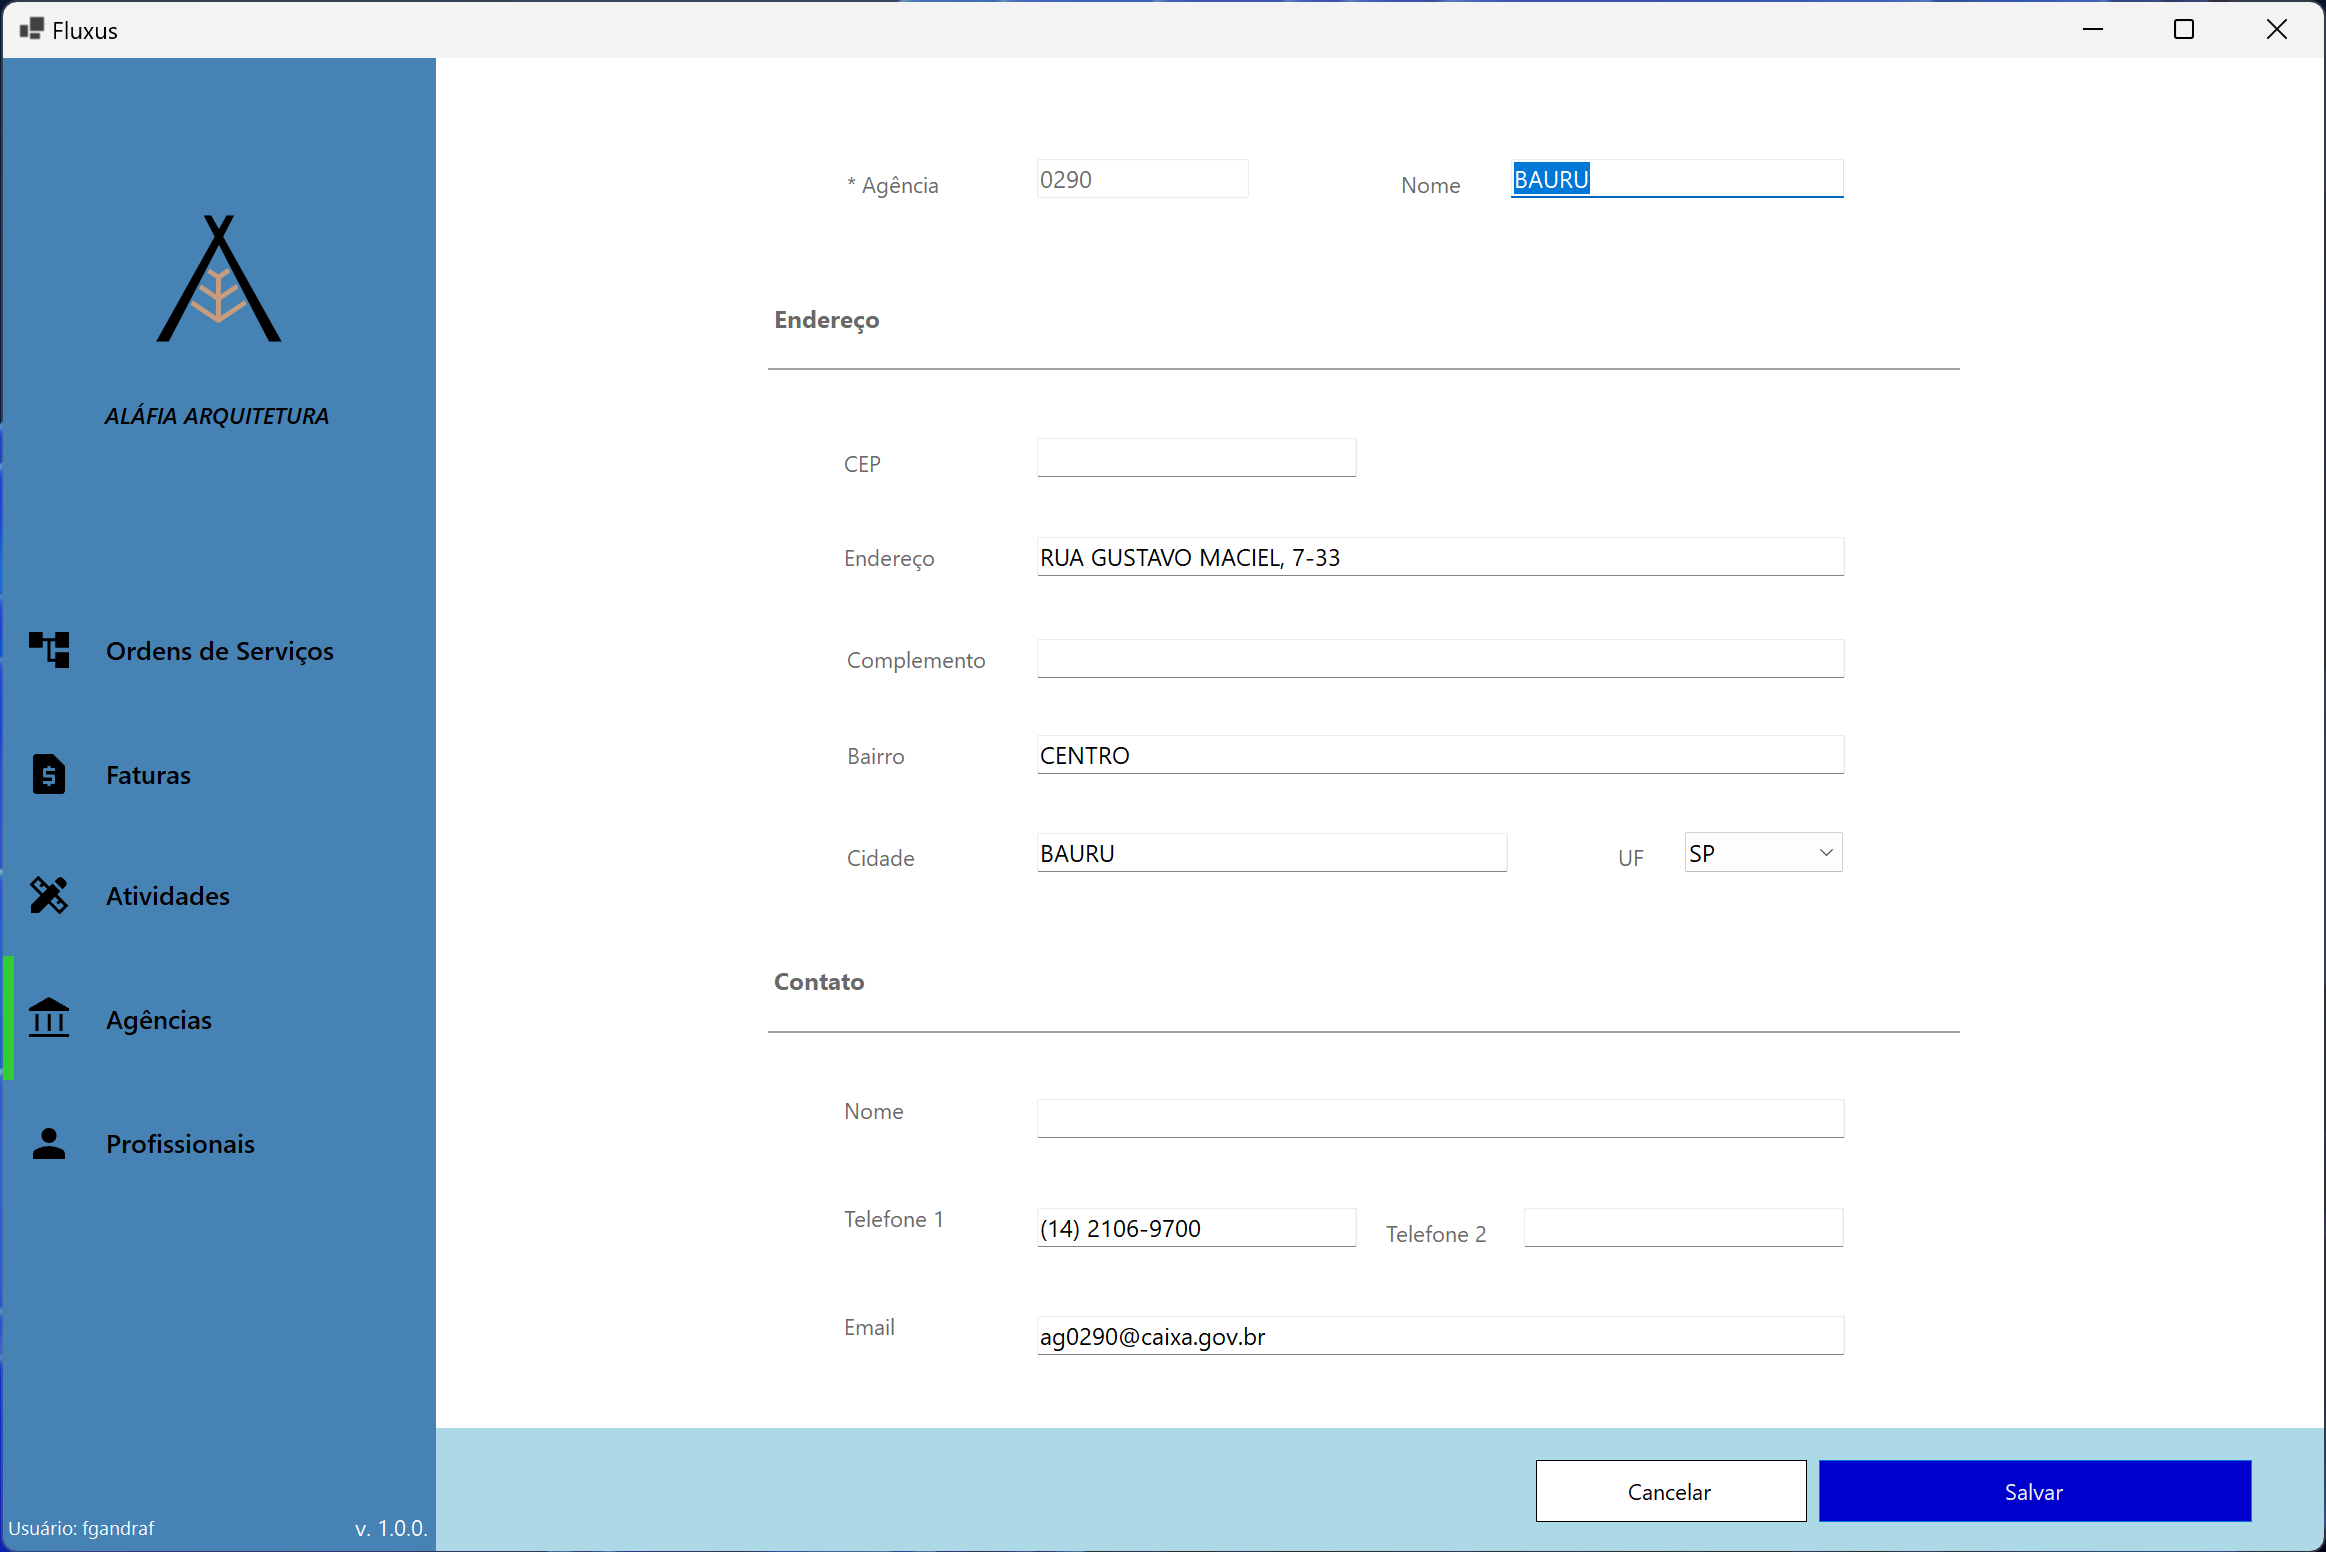 Fluxus
ALÁFIA ARQUITETURA
Ordens de Serviços
Faturas
Atividades
Agências
Profissionais
Usuário: fgandraf
v. 1.0.0.
* Agência 0290 Nome BAURU
Endereço
CEP
Endereço RUA GUSTAVO MACIEL, 7-33
Complemento
Bairro CENTRO
Cidade BAURU UF SP
Contato
Nome
Telefone 1 (14) 2106-9700 Telefone 2
Email ag0290@caixa.gov.br
Cancelar Salvar